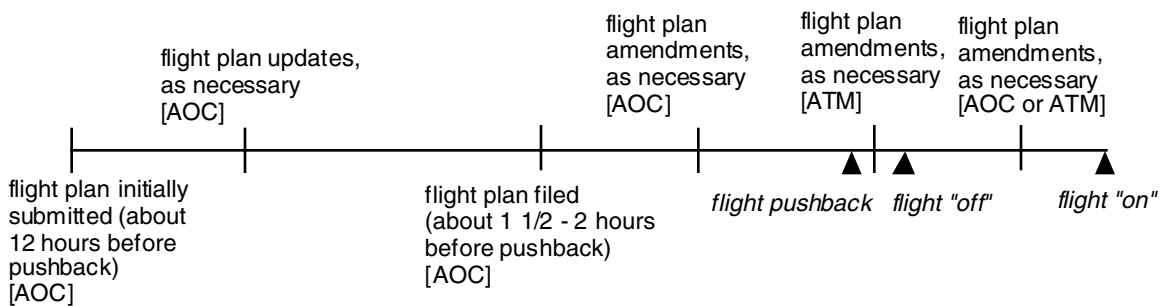 flight plan updates,
as necessary
[AOC]
flight plan
amendments,
as necessary
[AOC]
flight plan
amendments,
as necessary
[ATM]
flight plan
amendments,
as necessary
[AOC or ATM]
flight plan initially
submitted (about
12 hours before
pushback)
[AOC]
flight plan filed
(about 1 1/2 - 2 hours
before pushback)
[AOC]
flight pushback
flight "off"
flight "on"